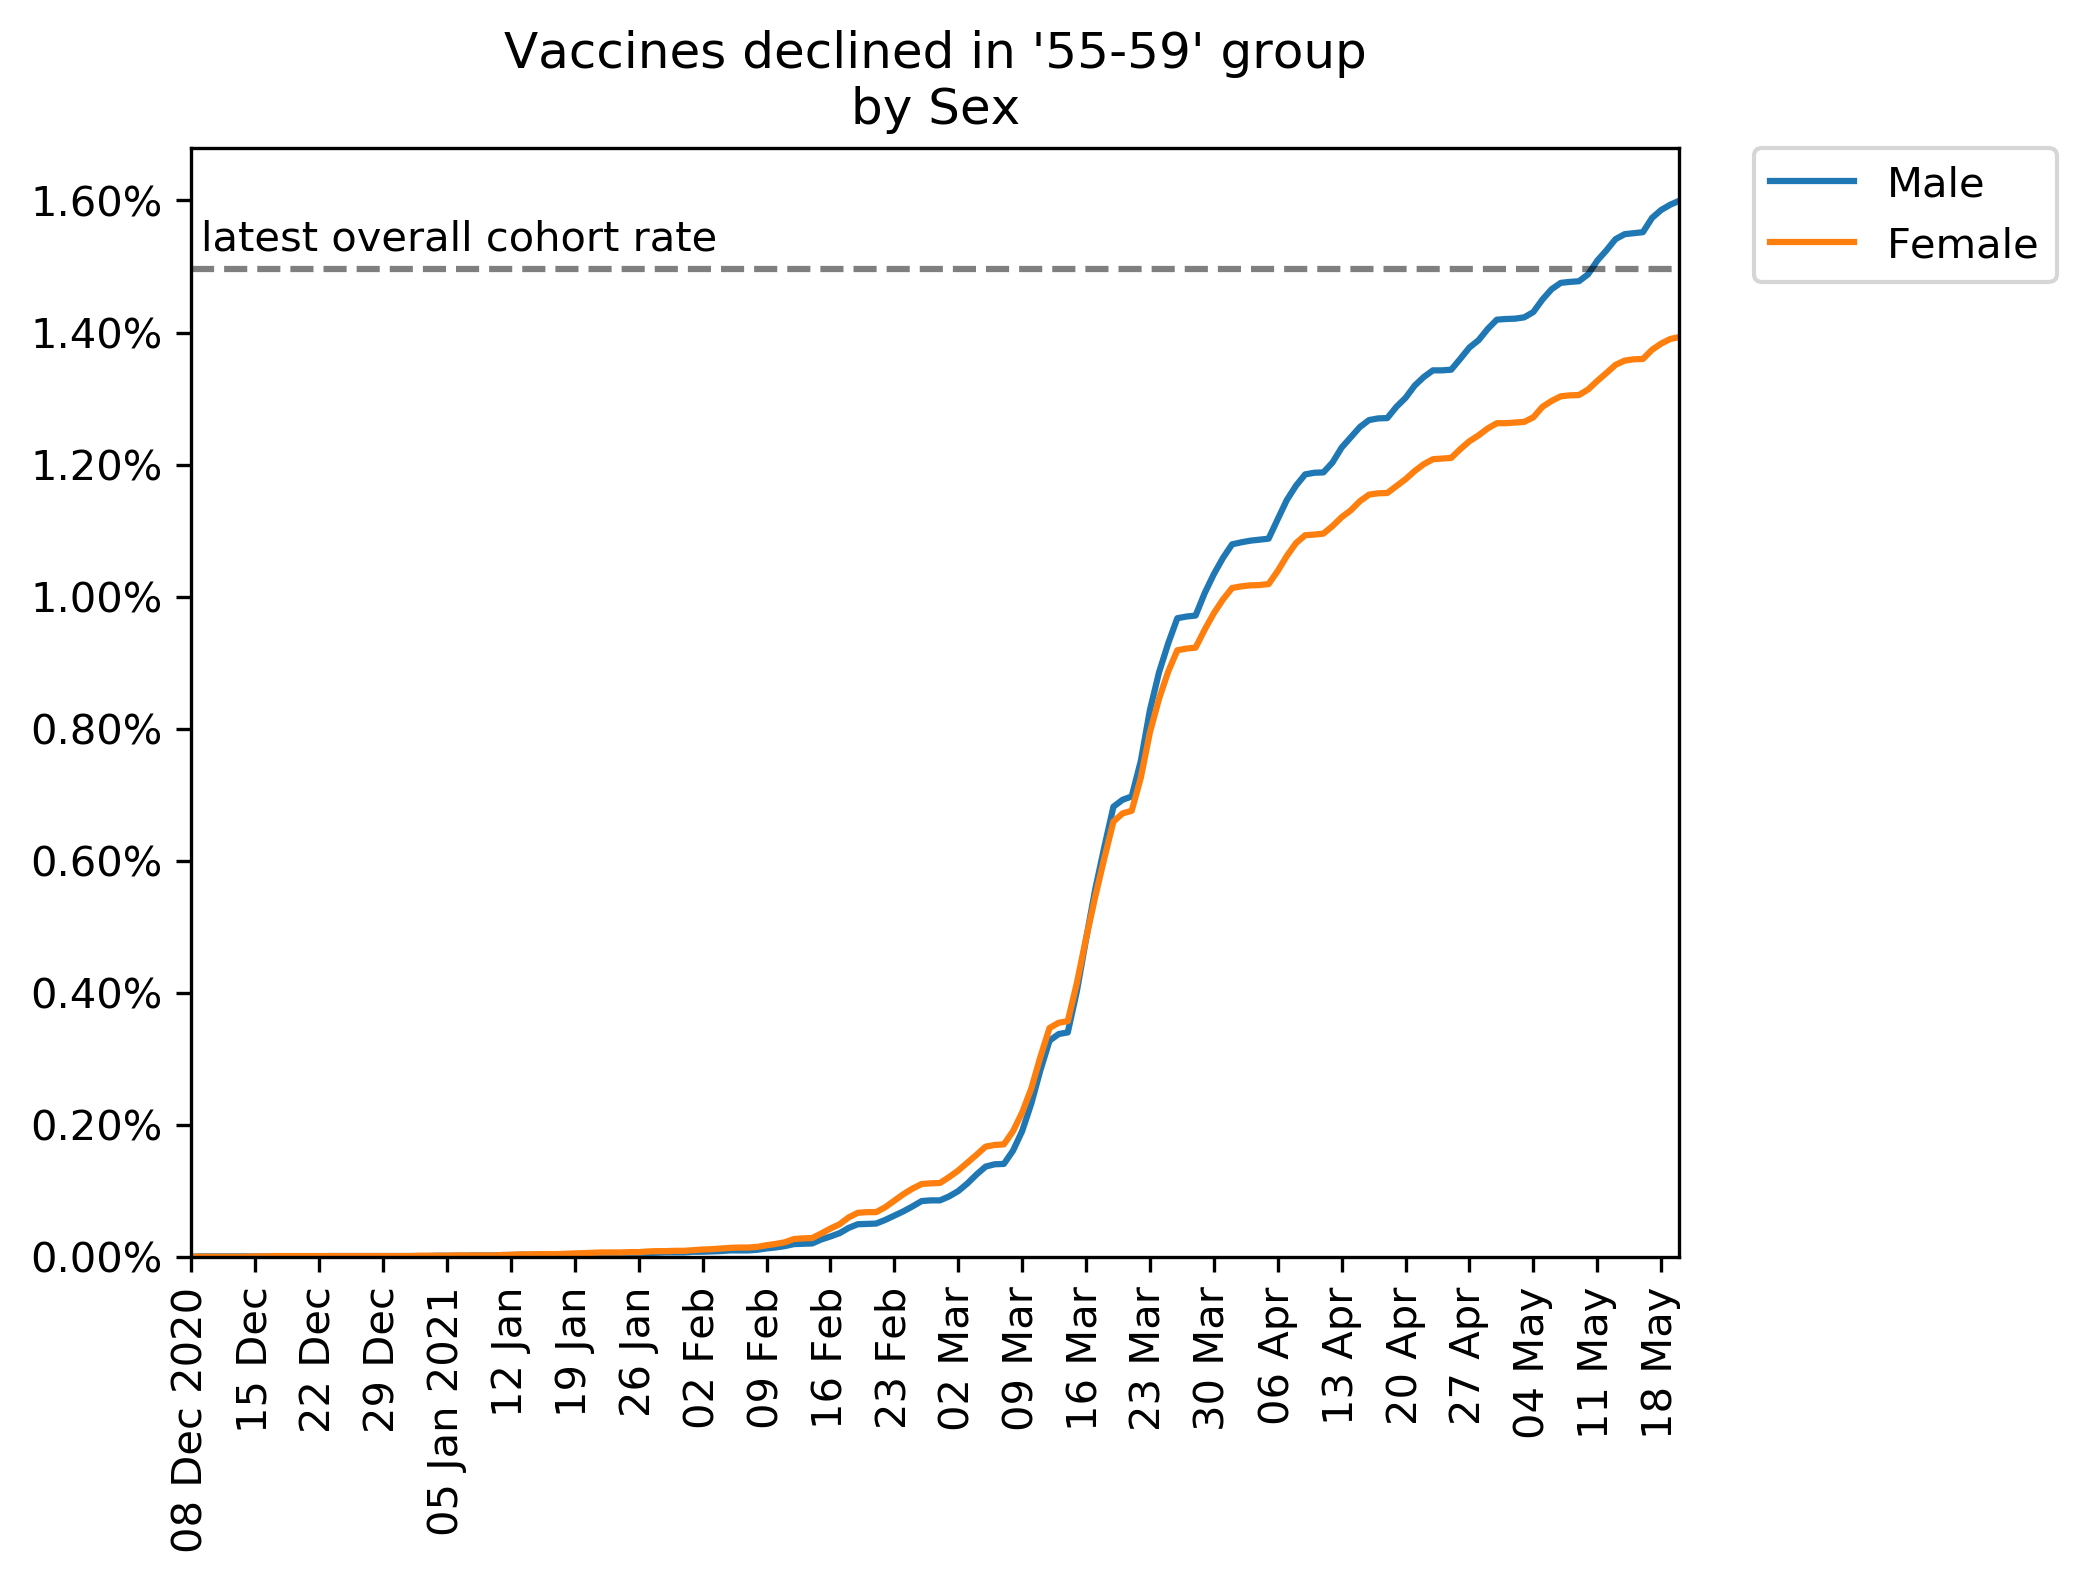 Vaccines declined in '55-59' group
by Sex
1.60%
1.40%
1.20%
1.00%
0.80%
0.60%
0.40%
0.20%
0.00%
latest overall cohort rate
Male
Female
08 Dec 2020
15 Dec
22 Dec
29 Dec
05 Jan 2021
12 Jan
19 Jan
26 Jan
02 Feb
09 Feb
16 Feb
23 Feb
02 Mar
09 Mar
16 Mar
23 Mar
30 Mar
06 Apr
13 Apr
20 Apr
27 Apr
04 May
11 May
18 May